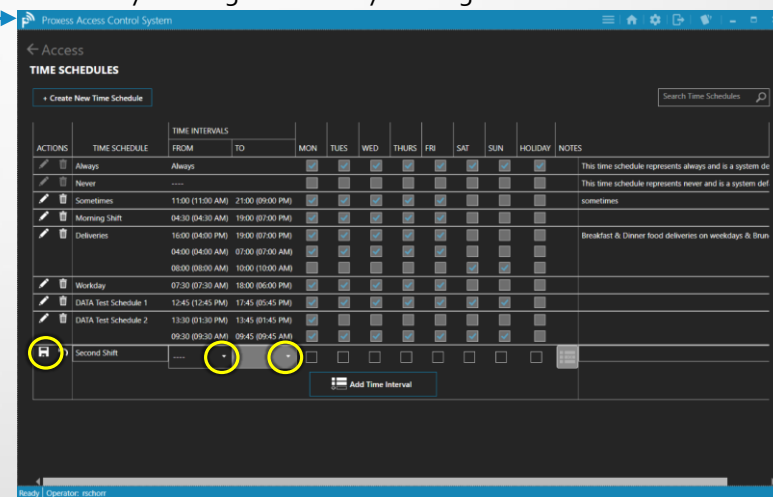 Proxess Access Control System
Access
TIME SCHEDULES
+ Create New Time Schedule
Search Time Schedules
TIME INTERVALS
ACTIONS TIME SCHEDULE FROM TO MON TUES WED THURS FRI SAT SUN HOLIDAY NOTES
Always Always This time schedule represents always and is a system de
Never ---- This time schedule represents never and is a system def
Sometimes 11:00 (11:00 AM) 21:00 (09:00 PM) sometimes
Morning Shift 04:30 (04:30 AM) 19:00 (07:00 PM)
Deliveries 16:00 (04:00 PM) 19:00 (07:00 PM) Breakfast & Dinner food deliveries on weekdays & Brun
04:00 (04:00 AM) 07:00 (07:00 AM)
08:00 (08:00 AM) 10:00 (10:00 AM)
Workday 07:30 (07:30 AM) 18:00 (06:00 PM)
DATA Test Schedule 1 12:45 (12:45 PM) 17:45 (05:45 PM)
DATA Test Schedule 2 13:30 (01:30 PM) 13:45 (01:45 PM)
09:30 (09:30 AM) 09:45 (09:45 AM)
Second Shift ----
Add Time Interval
Ready Operator: rschorr